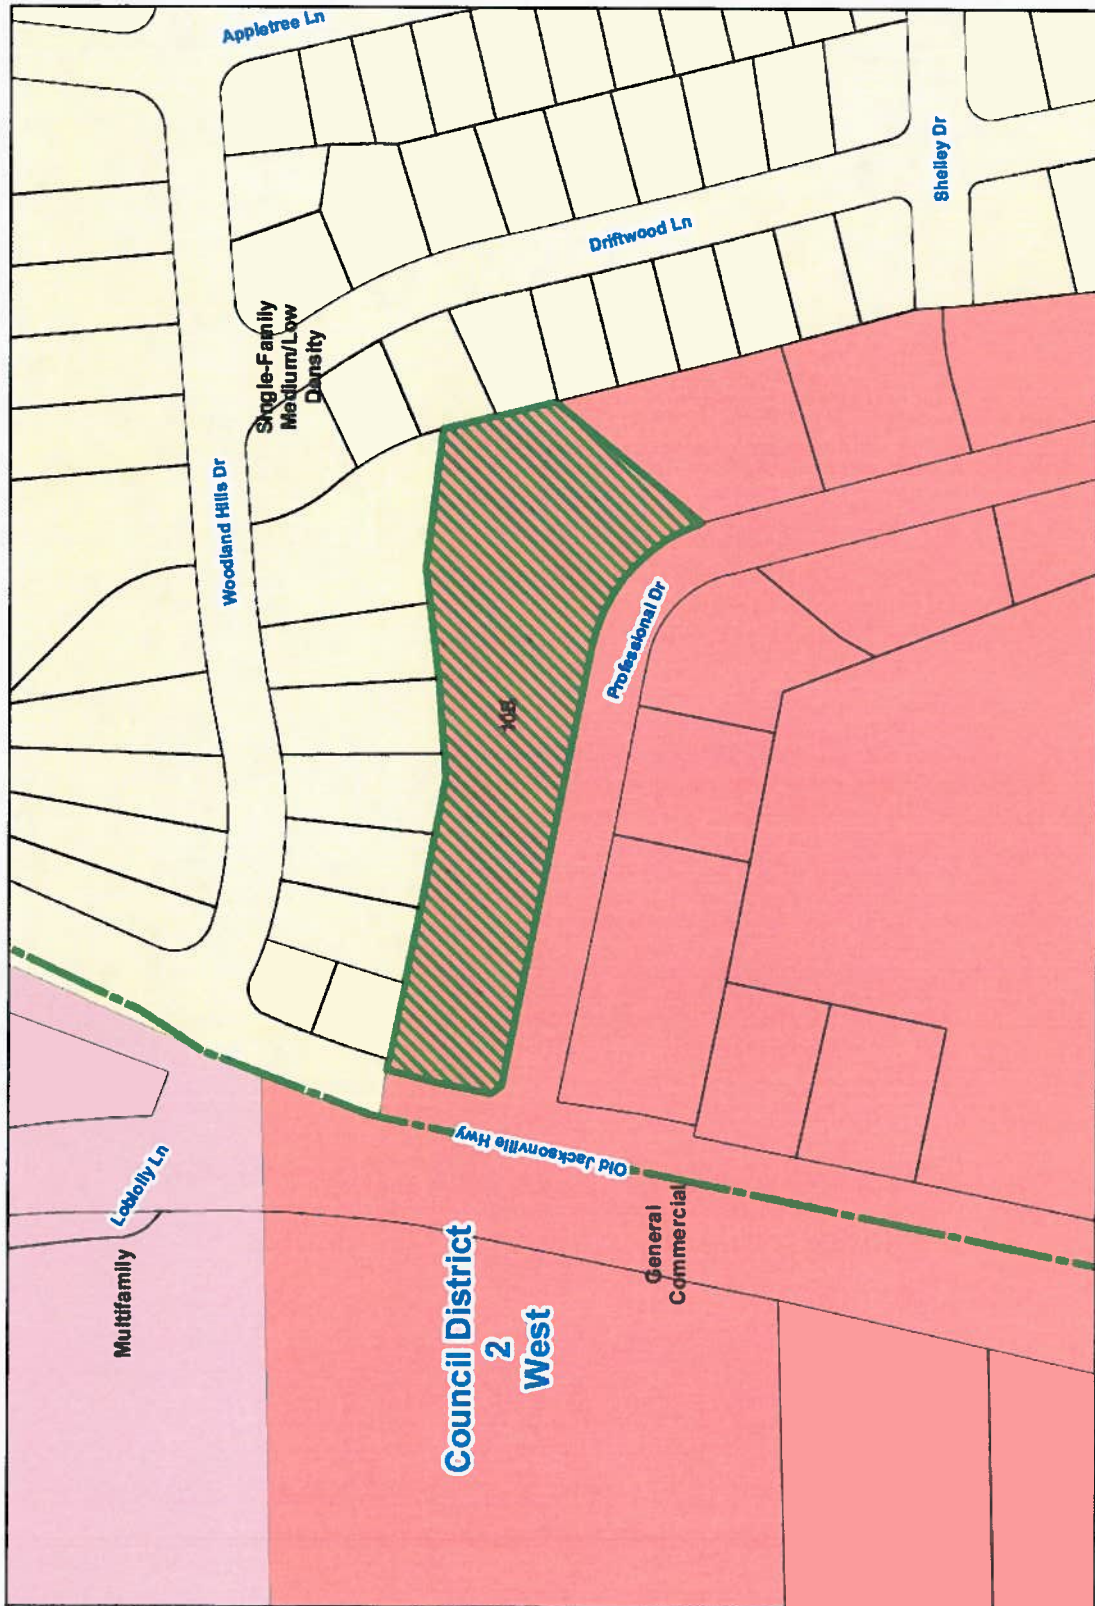 Appletree Ln
Shelley Dr
Driftwood Ln
Single-Family
Medium/Low
Density
Woodland Hills Dr
Professional Dr
10B
Old Jacksonville Hwy
Loblolly Ln
Multifamily
General
Commercial
Council District
2
West